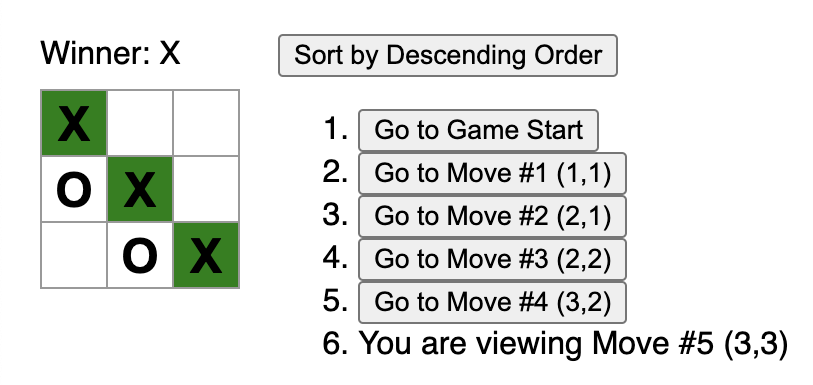 Winner: X
Sort by Descending Order
X
O X
O X
1. Go to Game Start
2. Go to Move #1 (1,1)
3. Go to Move #2 (2,1)
4. Go to Move #3 (2,2)
5. Go to Move #4 (3,2)
6. You are viewing Move #5 (3,3)